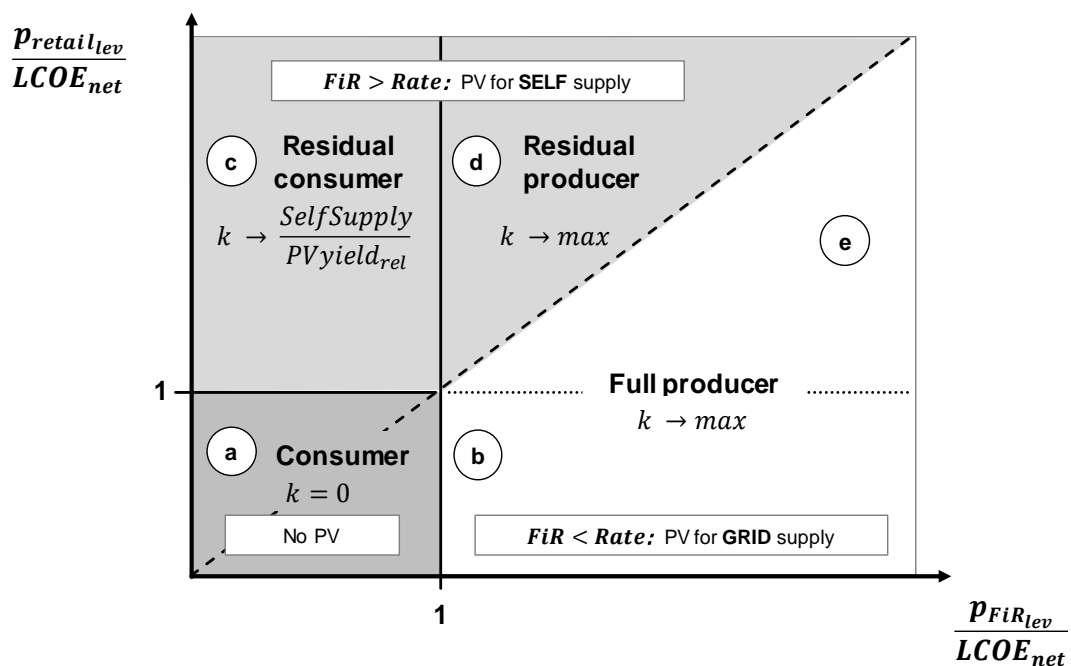 p_retail_lev
LCOE_net
FiR > Rate: PV for SELF supply
c
Residual
consumer
k → SelfSupply
PVyield_rel
d
Residual
producer
k → max
e
1
Full producer
k → max
a
Consumer
k = 0
No PV
b
FiR < Rate: PV for GRID supply
1
p_FiR_lev
LCOE_net